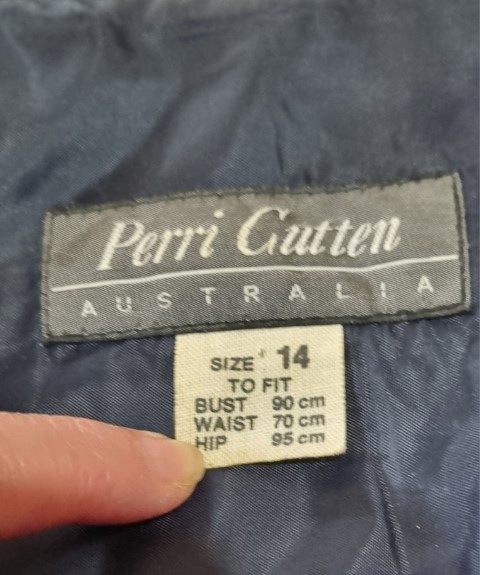 Perri Cutten
AUSTRALIA
SIZE 14
TO FIT
BUST 90 cm
WAIST 70 cm
HIP 95 cm